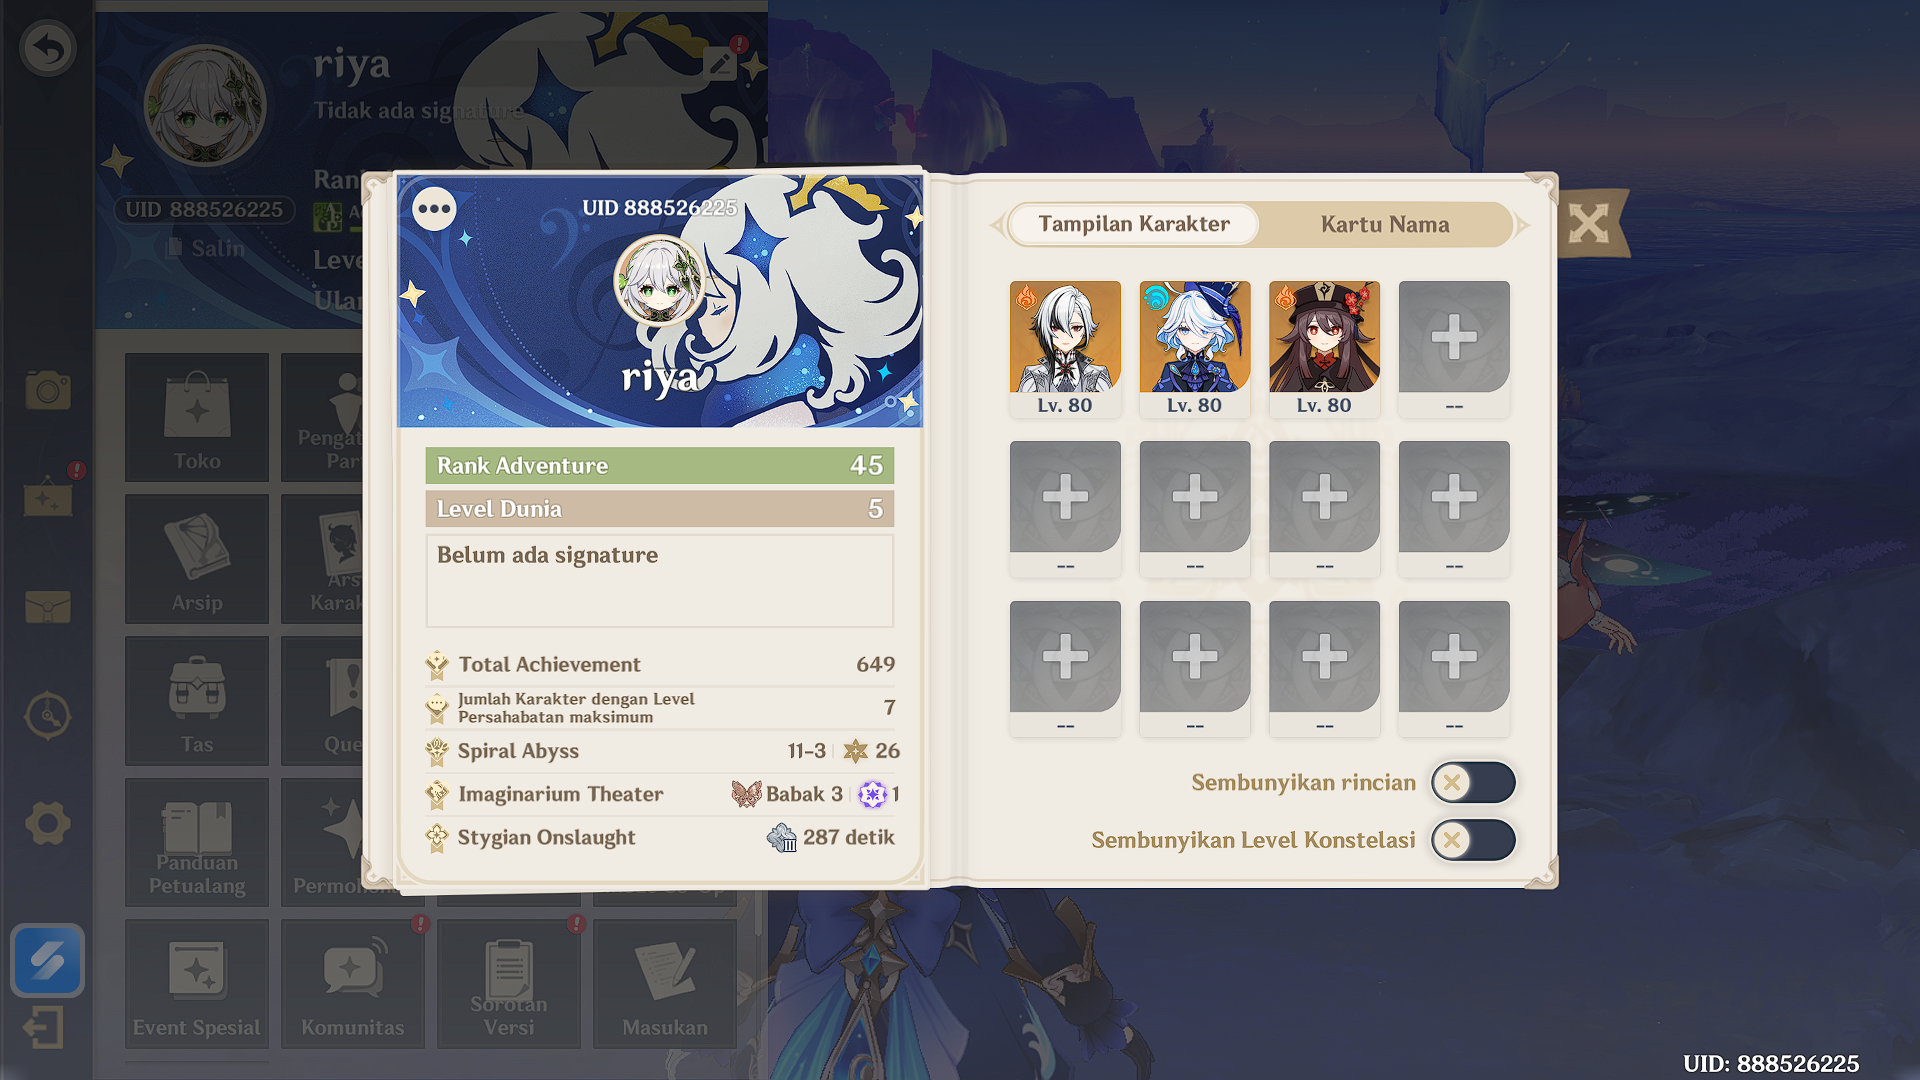 riya
Tidak ada signature
Ran
UID 888526225
Salin
Leve
Ular
Toko
Pengat
Par
Arsip
Ars
Karak
Tas
Que
Panduan
Petualang
Permoh
Event Spesial
Komunitas
Sorotan
Versi
Masukan
UID 888526225
riya
Rank Adventure 45
Level Dunia 5
Belum ada signature
Total Achievement 649
Jumlah Karakter dengan Level
Persahabatan maksimum 7
Spiral Abyss 11-3 26
Imaginarium Theater Babak 3 1
Stygian Onslaught 287 detik
Tampilan Karakter Kartu Nama
Lv. 80 Lv. 80 Lv. 80 --
-- -- -- --
-- -- -- --
Sembunyikan rincian
Sembunyikan Level Konstelasi
UID: 888526225